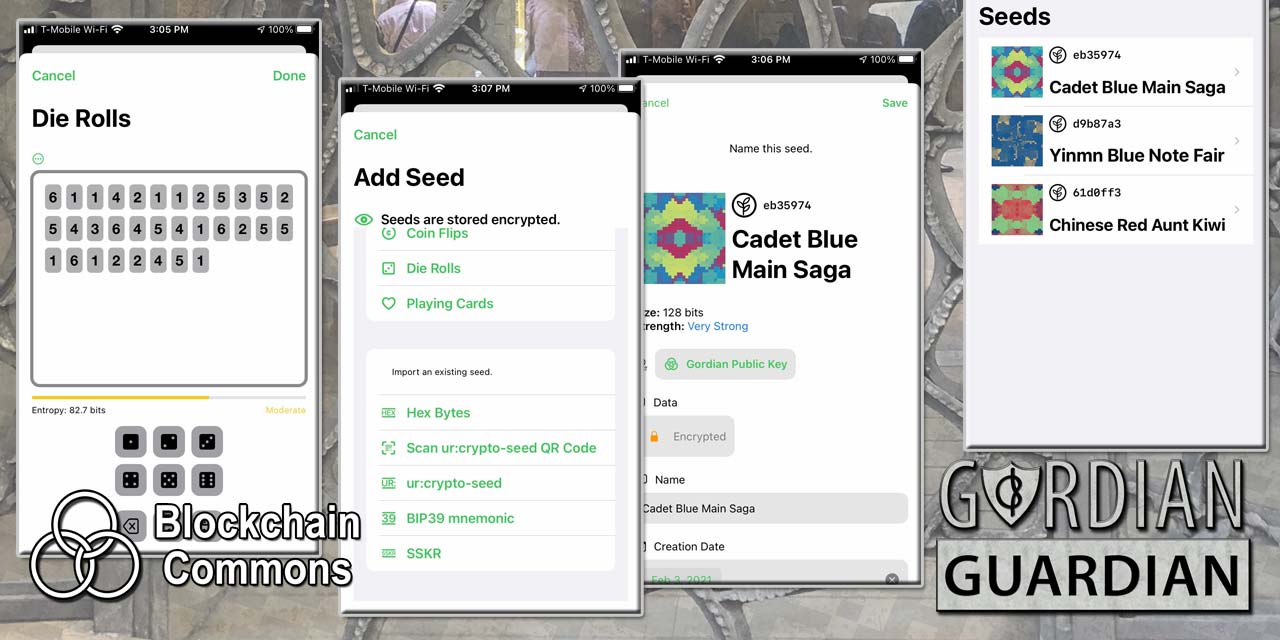 T-Mobile Wi-Fi 3:05 PM 100%
Cancel Done
Die Rolls
6 1 1 4 2 1 1 2 5 3 5 2
5 4 3 6 4 5 4 1 6 2 5 5
1 6 1 2 2 4 5 1
Entropy: 82.7 bits Moderate
Blockchain
Commons
T-Mobile Wi-Fi 3:07 PM 100%
Cancel
Add Seed
Seeds are stored encrypted.
Coin Flips
Die Rolls
Playing Cards
Import an existing seed.
HEX Hex Bytes
Scan ur:crypto-seed QR Code
UR ur:crypto-seed
39 BIP39 mnemonic
SSKR
T-Mobile Wi-Fi 3:06 PM 100%
ancel Save
Name this seed.
eb35974
Cadet Blue
Main Saga
ze: 128 bits
rength: Very Strong
Gordian Public Key
Data
Encrypted
Name
Cadet Blue Main Saga
Creation Date
Feb 3, 2021
Seeds
eb35974
Cadet Blue Main Saga
d9b87a3
Yinmn Blue Note Fair
61d0ff3
Chinese Red Aunt Kiwi
GORDIAN
GUARDIAN